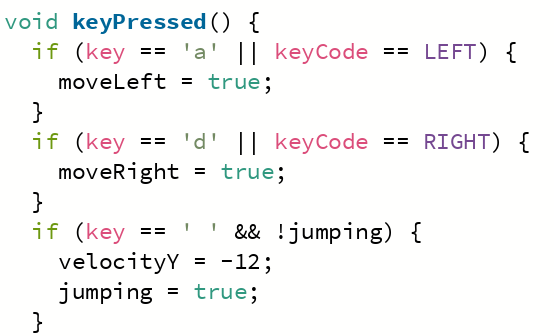 void keyPressed() {
  if (key == 'a' || keyCode == LEFT) {
    moveLeft = true;
  }
  if (key == 'd' || keyCode == RIGHT) {
    moveRight = true;
  }
  if (key == ' ' && !jumping) {
    velocityY = -12;
    jumping = true;
  }